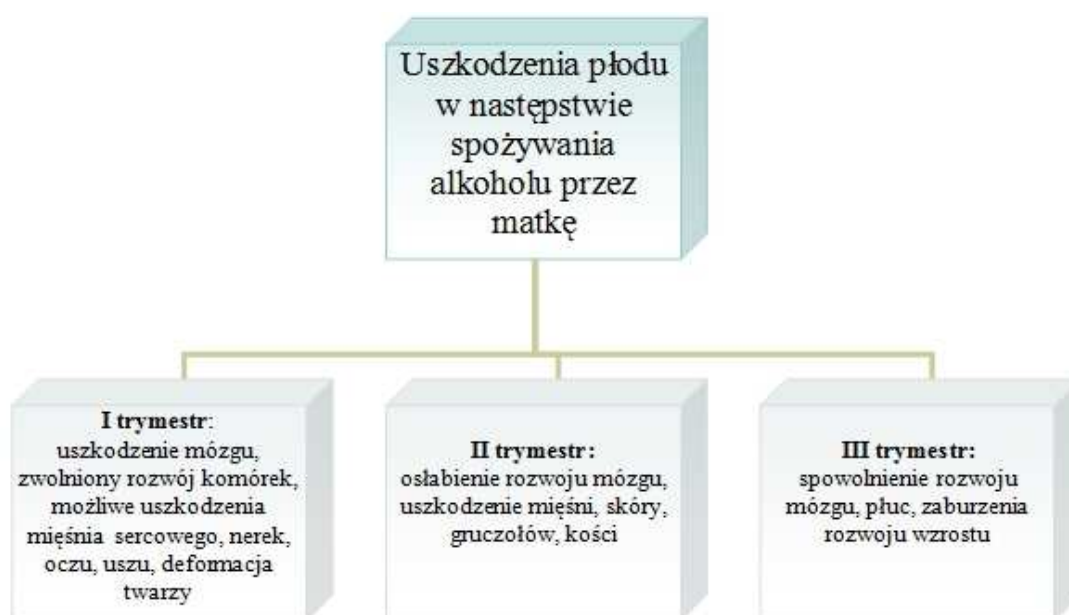 Uszkodzenia płodu
w następstwie
spożywania
alkoholu przez
matkę
I trymestr:
uszkodzenie mózgu,
zwolniony rozwój komórek,
możliwe uszkodzenia
mięśnia sercowego, nerek,
oczu, uszu, deformacja
twarzy
II trymestr:
osłabienie rozwoju mózgu,
uszkodzenie mięśni, skóry,
gruczołów, kości
III trymestr:
spowolnienie rozwoju
mózgu, płuc, zaburzenia
rozwoju wzrostu